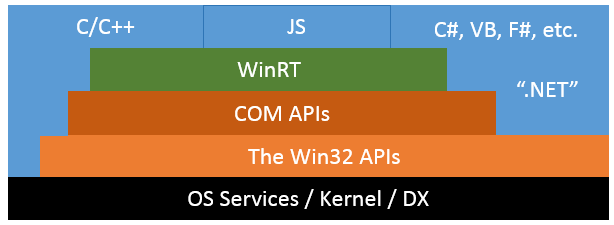 C/C++
JS
C#, VB, F#, etc.
WinRT
“.NET”
COM APIs
The Win32 APIs
OS Services / Kernel / DX